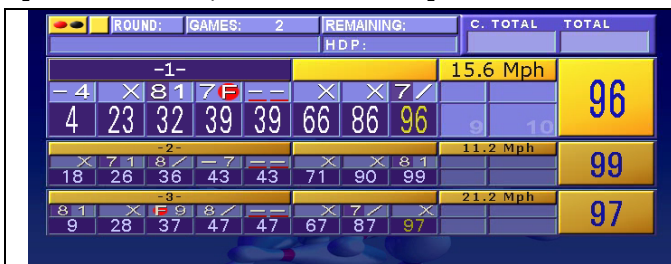 ROUND: GAMES: 2 REMAINING: C. TOTAL TOTAL
HDP:
-1- 15.6 Mph
- 4 X 8 1 7 F - - X X 7 /
4 23 32 39 39 66 86 96 9 10 96
-2- 11.2 Mph
X 7 1 8 / - 7 - - X X 8 1
18 26 36 43 43 71 90 99 99
-3- 21.2 Mph
8 1 X F 9 8 / - - X 7 / X
9 28 37 47 47 67 87 97 97